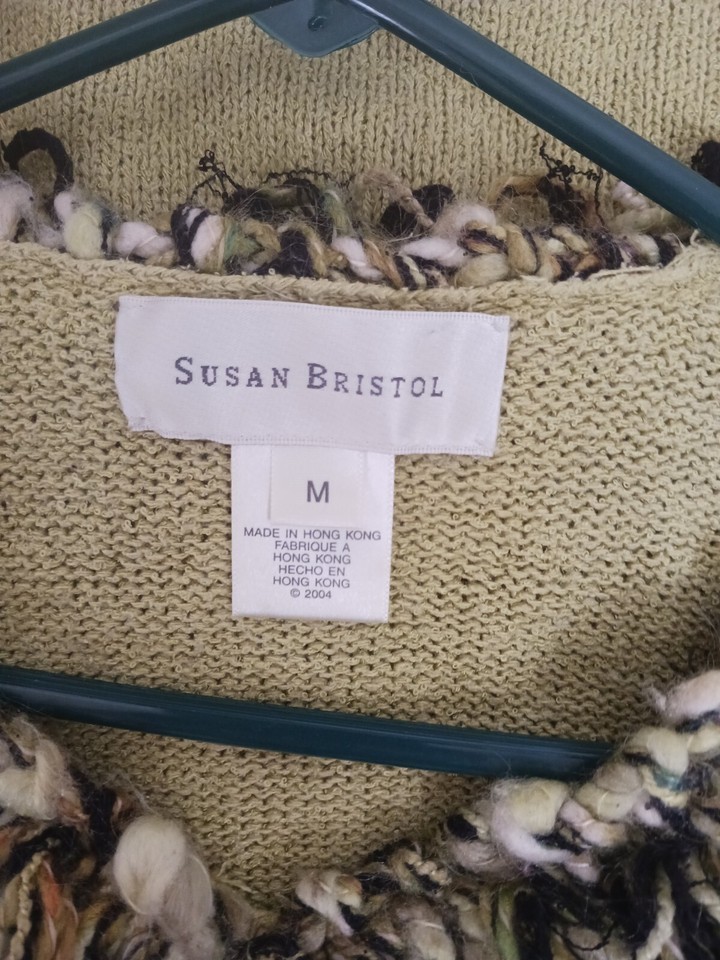 SUSAN BRISTOL
M
MADE IN HONG KONG
FABRIQUE A
HONG KONG
HECHO EN
HONG KONG
© 2004